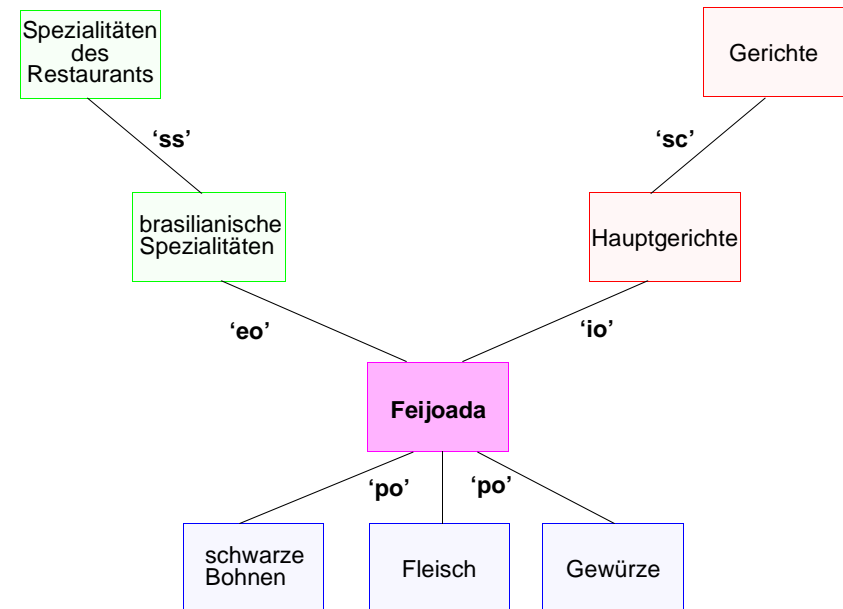 Spezialitäten
des
Restaurants
Gerichte
‘ss’
‘sc’
brasilianische
Spezialitäten
Hauptgerichte
‘eo’
‘io’
Feijoada
‘po’
‘po’
schwarze
Bohnen
Fleisch
Gewürze